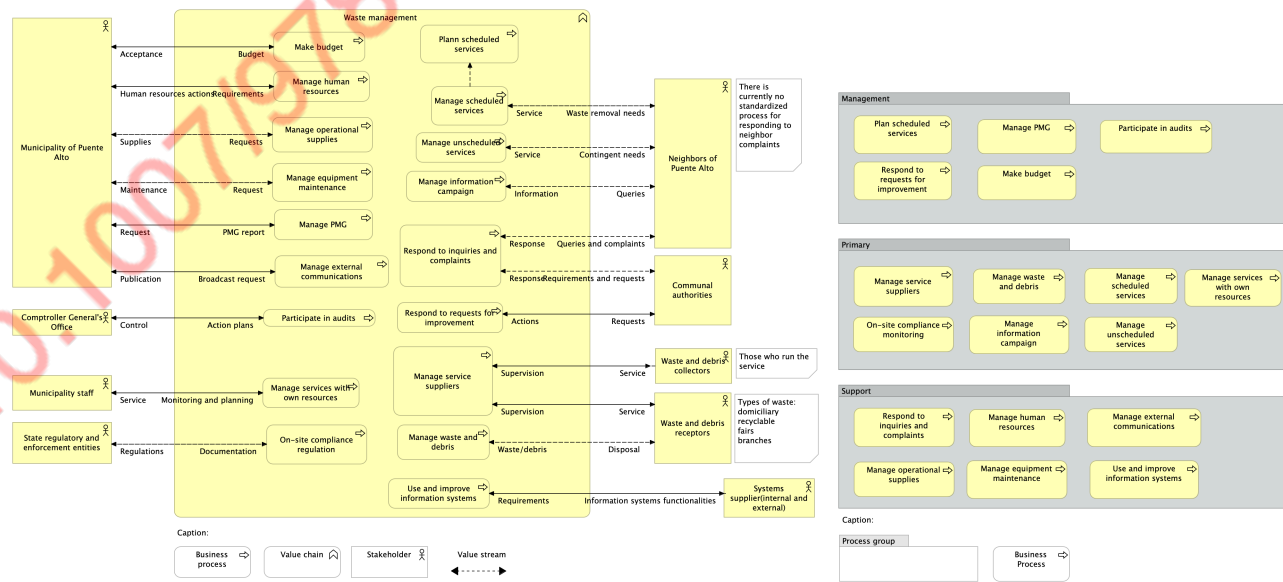 Waste management
Municipality of Puente
Alto
Acceptance
Budget
Make budget
Human resources actions
Requirements
Manage human
resources
Supplies
Requests
Manage operational
supplies
Maintenance
Request
Manage equipment
maintenance
Request
PMG report
Manage PMG
Publication
Broadcast request
Manage external
communications
Comptroller General's
Office
Control
Action plans
Participate in audits
Municipality staff
Service
Monitoring and planning
Manage services with
own resources
State regulatory and
enforcement entities
Regulations
Documentation
On-site compliance
regulation
Plann scheduled
services
Manage scheduled
services
Service
Waste removal needs
Manage unscheduled
services
Service
Contingent needs
Manage information
campaign
Information
Queries
Respond to inquiries and
complaints
Response
Queries and complaints
Response
Requirements and requests
Respond to requests for
improvement
Actions
Requests
Manage service
suppliers
Supervision
Service
Supervision
Service
Manage waste and
debris
Waste/debris
Disposal
Use and improve
information systems
Requirements
Information systems functionalities
Neighbors of
Puente Alto
There is
currently no
standardized
process for
responding to
neighbor
complaints
Communal
authorities
Waste and debris
collectors
Those who run the
service
Waste and debris
receptors
Types of waste:
domiciliary
recyclable
fairs
branches
Systems
supplier(internal and
external)
Caption:
Business
process
Value chain
Stakeholder
Value stream
Management
Plan scheduled
services
Manage PMG
Participate in audits
Respond to
requests for
improvement
Make budget
Primary
Manage service
suppliers
Manage waste
and debris
Manage
scheduled
services
Manage services
with own
resources
On-site compliance
monitoring
Manage
information
campaign
Manage
unscheduled
services
Support
Respond to
inquiries and
complaints
Manage human
resources
Manage external
communications
Manage operational
supplies
Manage equipment
maintenance
Use and improve
information systems
Caption:
Process group
Business
Process
0.1007/978